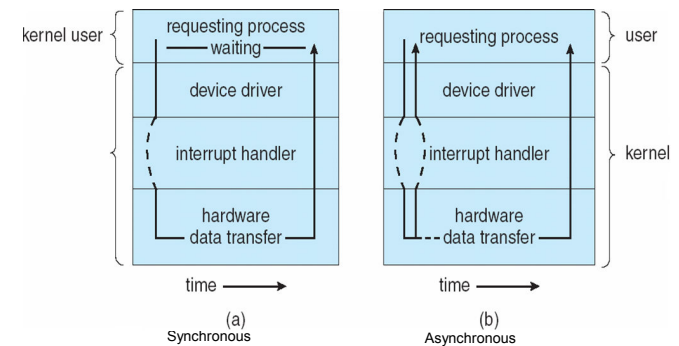 kernel user
requesting process
waiting
device driver
interrupt handler
hardware
data transfer
time
(a)
Synchronous
requesting process
user
device driver
interrupt handler
kernel
hardware
data transfer
time
(b)
Asynchronous